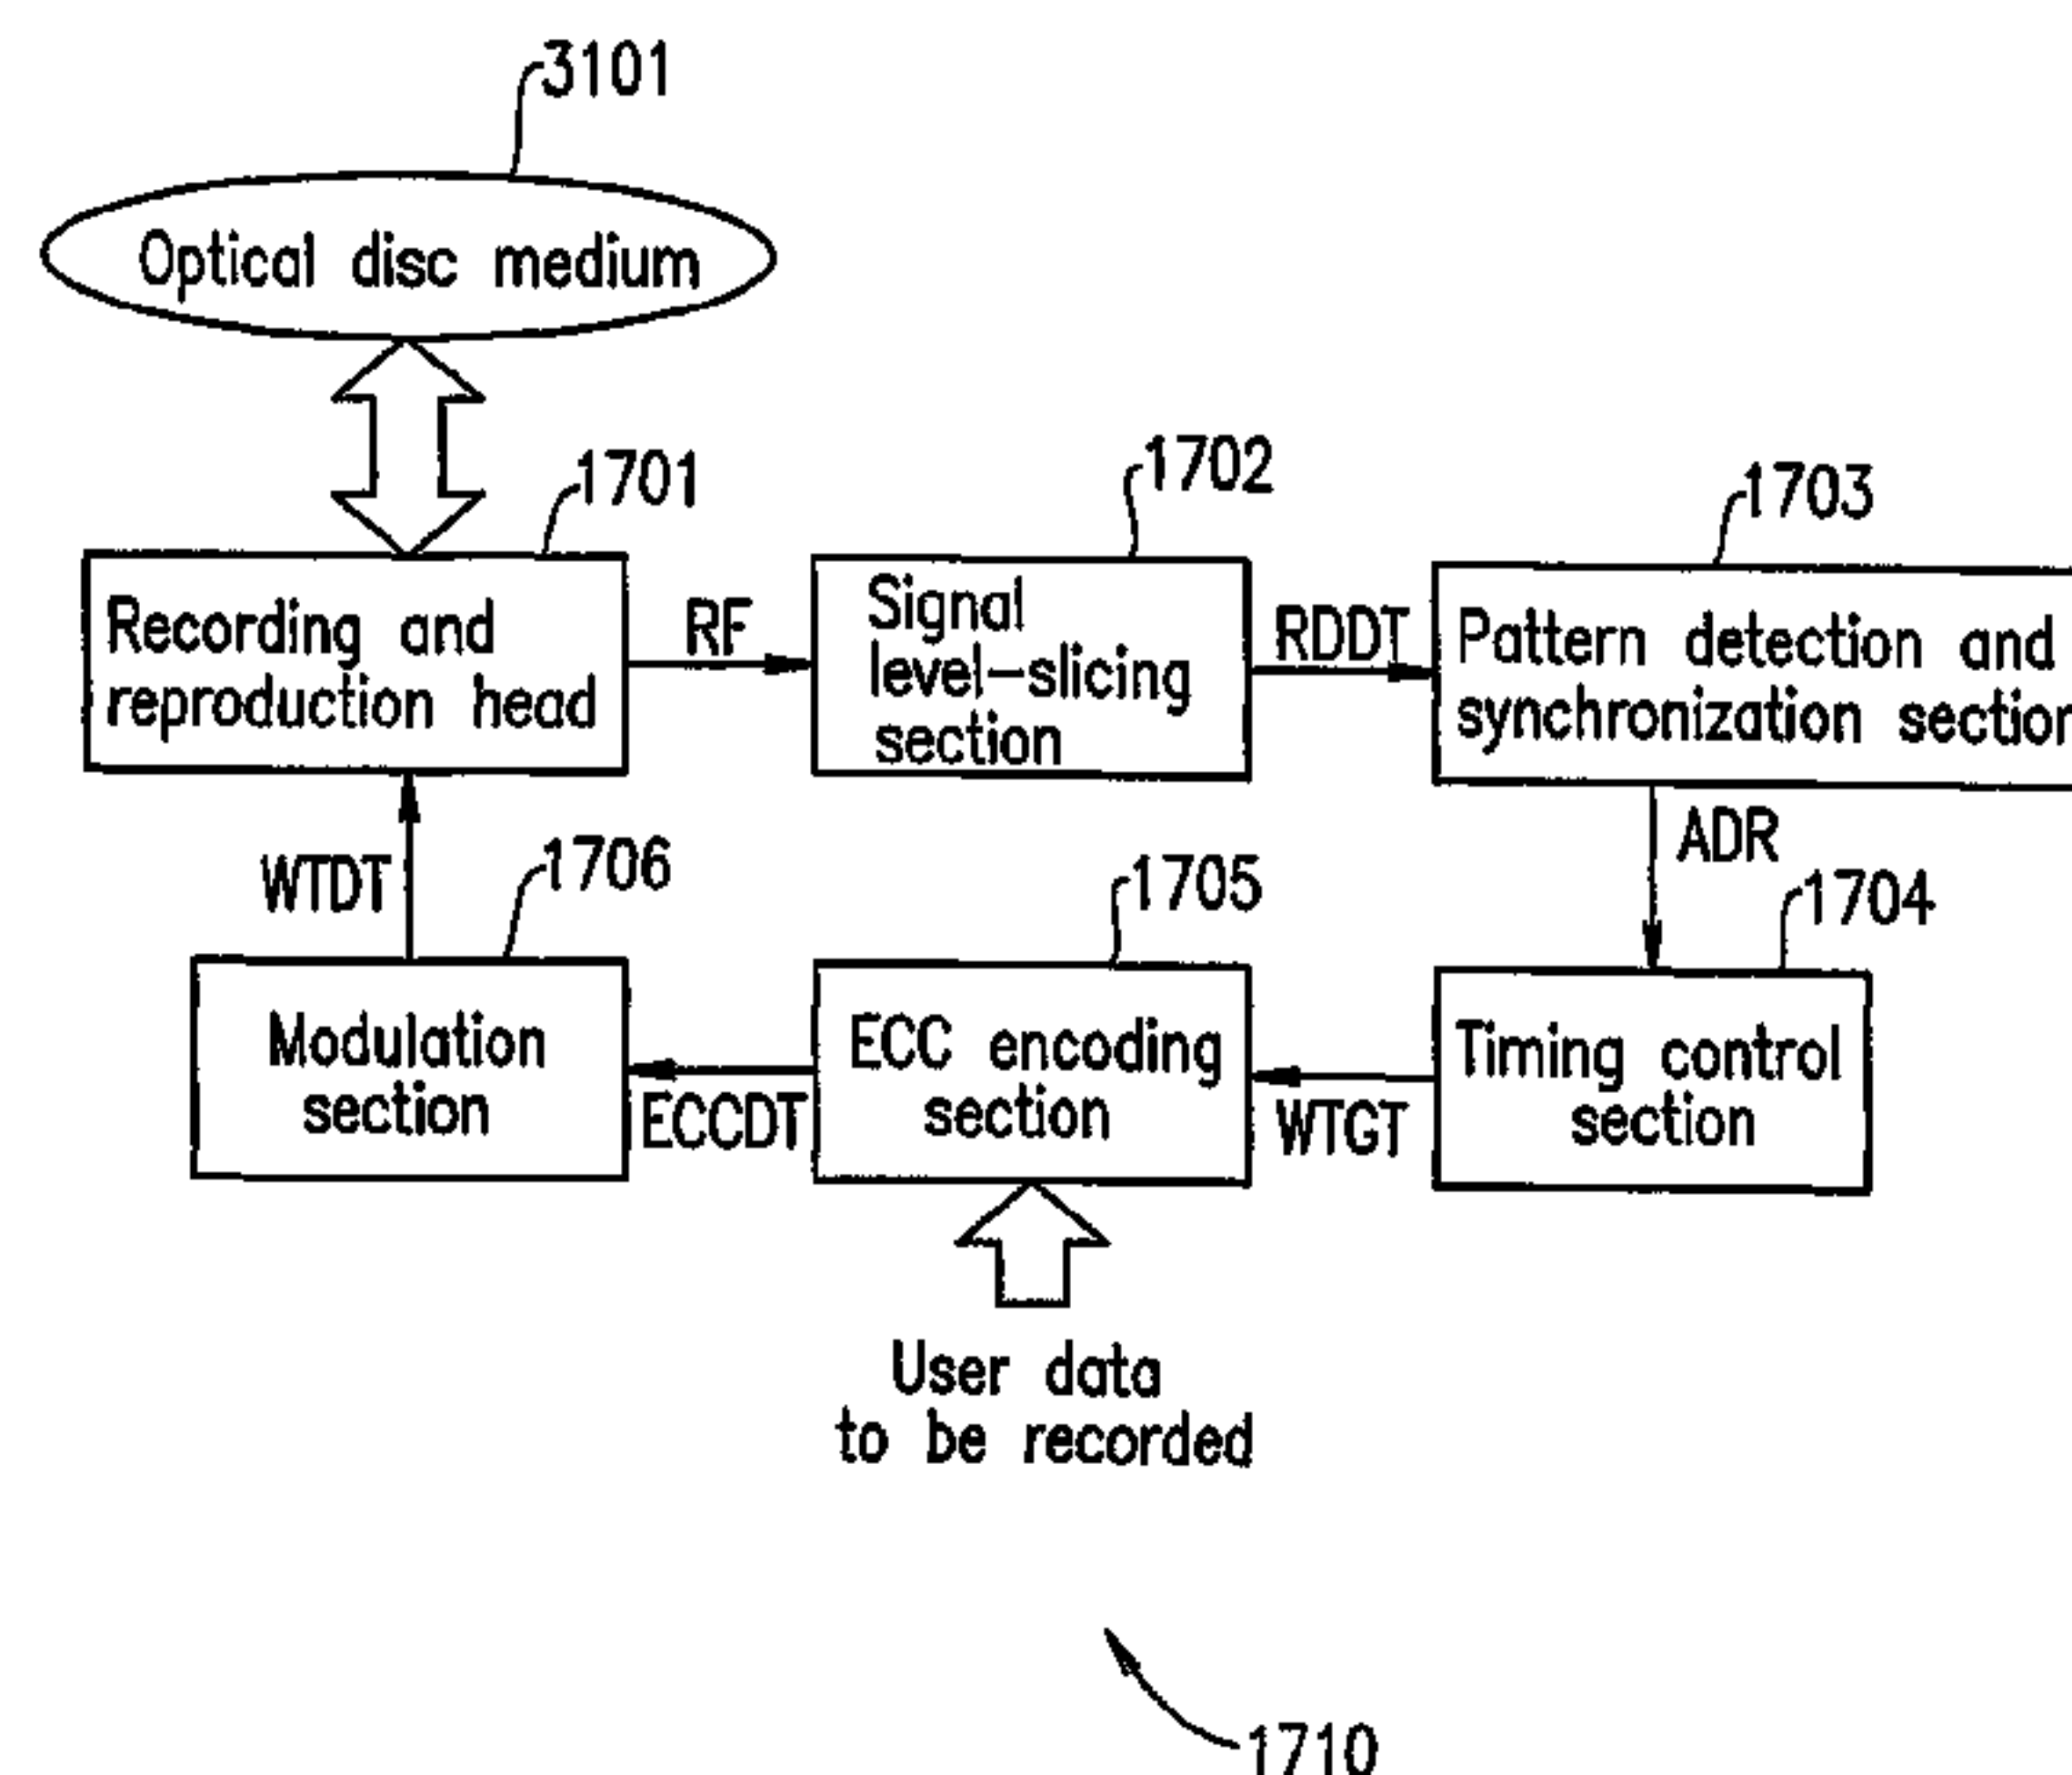 3101
Optical disc medium
1701
1702
1703
Recording and
reproduction head
RF
Signal
level-slicing
section
RDDT
Pattern detection and
synchronization section
WTDT
1706
1705
ADR
1704
Modulation
section
ECCDT
ECC encoding
section
WTGT
Timing control
section
User data
to be recorded
1710